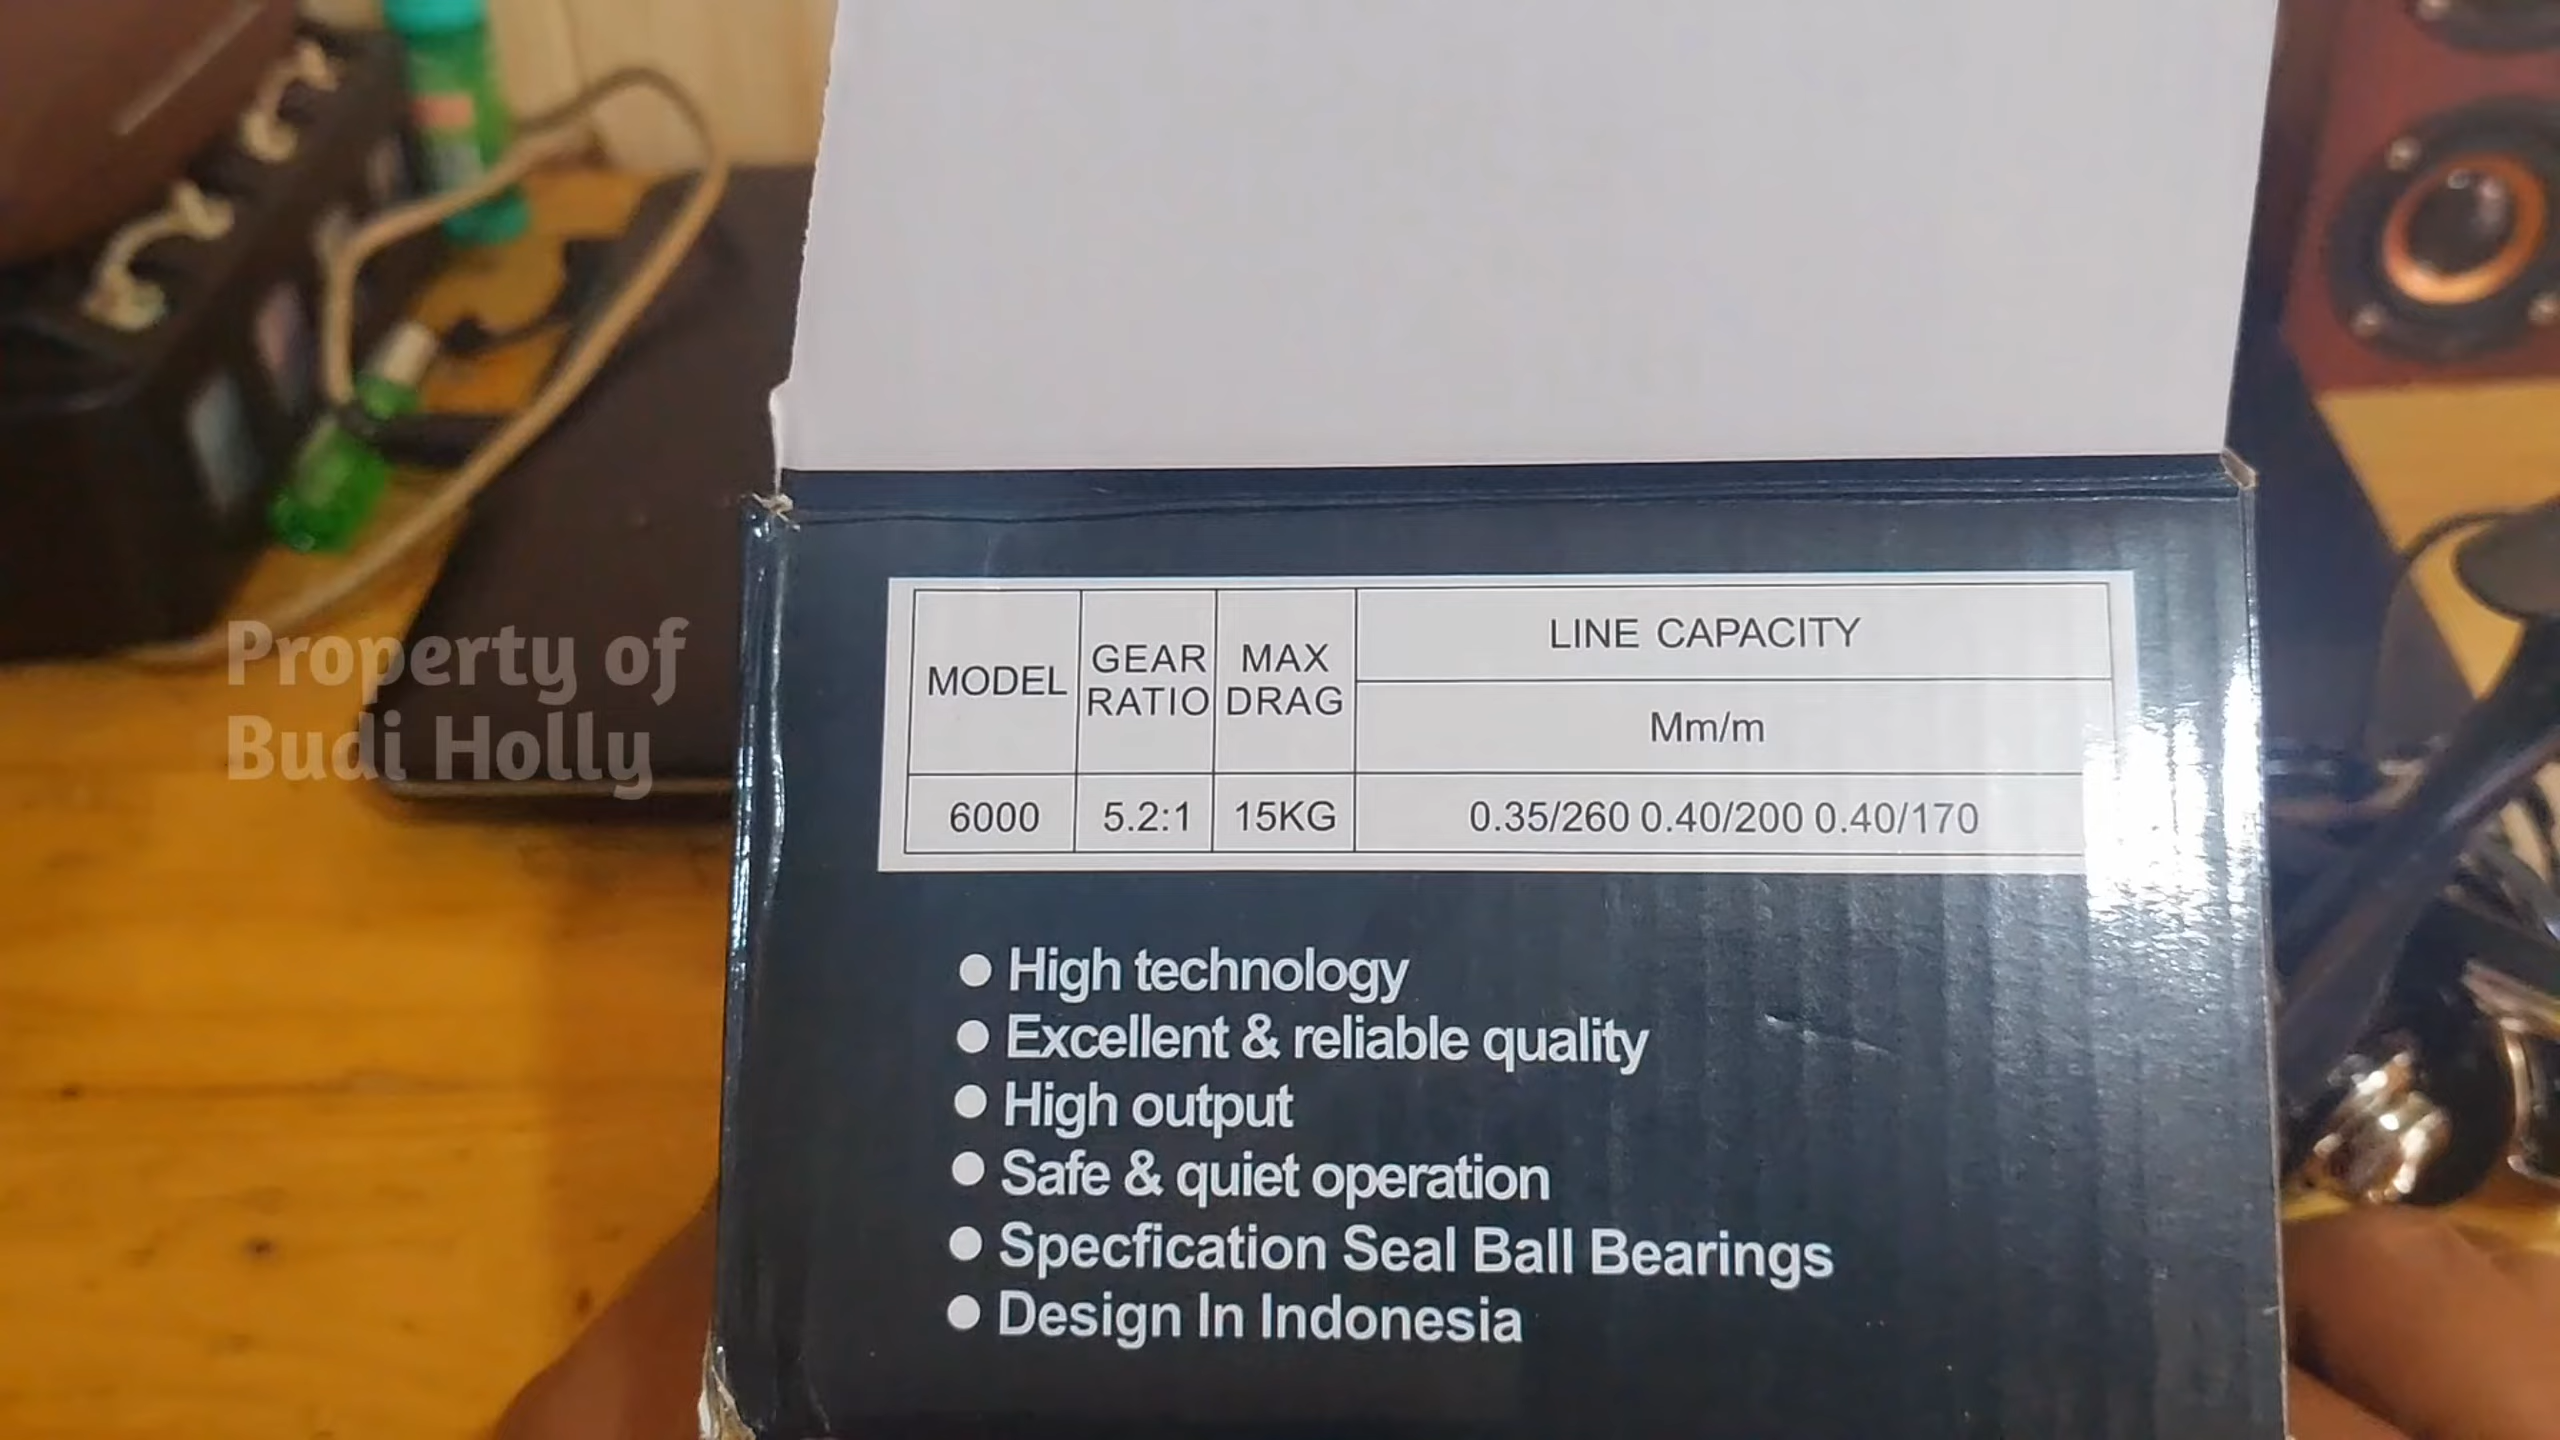 Property of
Budi Holly
MODEL
GEAR
RATIO
MAX
DRAG
LINE CAPACITY
Mm/m
6000 5.2:1 15KG 0.35/260 0.40/200 0.40/170
● High technology
● Excellent & reliable quality
● High output
● Safe & quiet operation
● Specfication Seal Ball Bearings
● Design In Indonesia